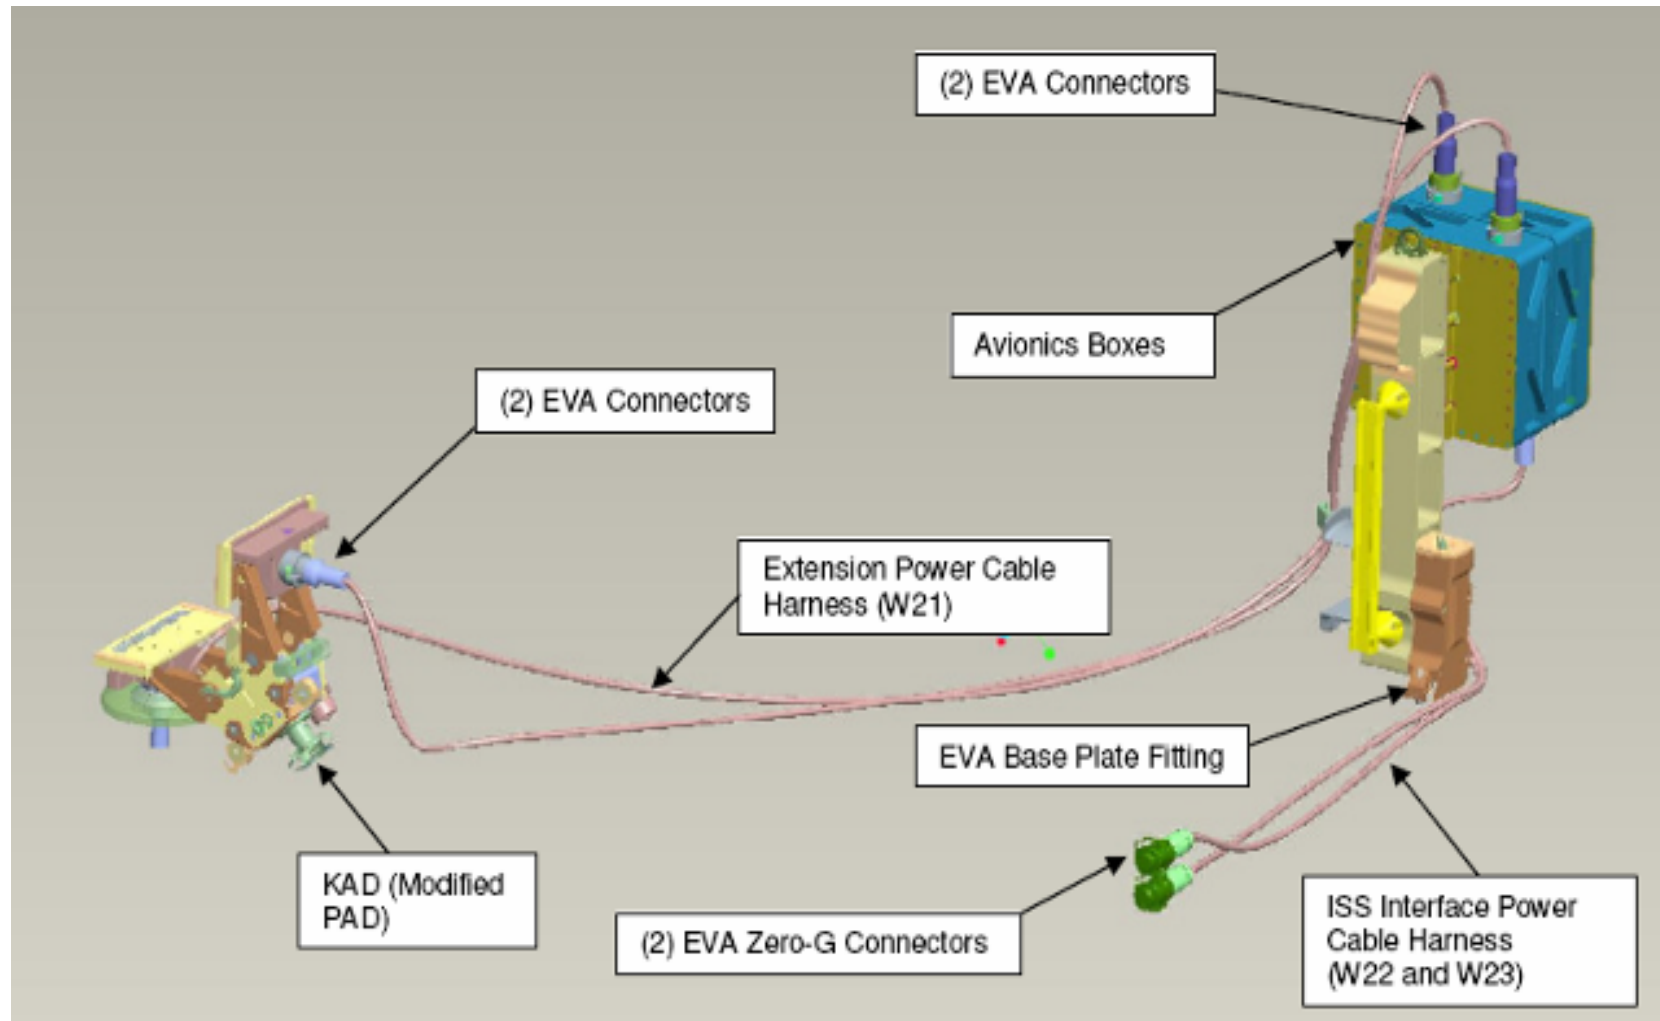 (2) EVA Connectors
Avionics Boxes
(2) EVA Connectors
Extension Power Cable
Harness (W21)
EVA Base Plate Fitting
KAD (Modified
PAD)
(2) EVA Zero-G Connectors
ISS Interface Power
Cable Harness
(W22 and W23)